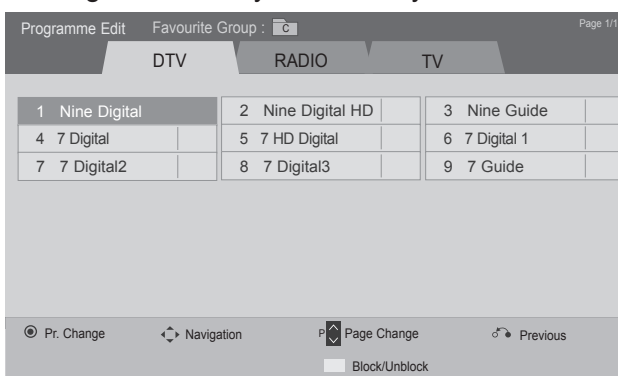 Programme Edit Favourite Group : C Page 1/1
DTV RADIO TV
1 Nine Digital 2 Nine Digital HD 3 Nine Guide
4 7 Digital 5 7 HD Digital 6 7 Digital 1
7 7 Digital2 8 7 Digital3 9 7 Guide
Pr. Change Navigation P Page Change Previous
Block/Unblock